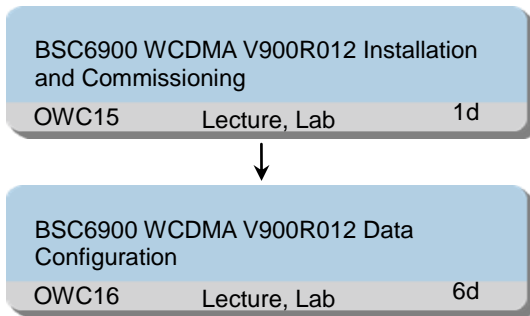 BSC6900 WCDMA V900R012 Installation
and Commissioning
OWC15 Lecture, Lab 1d
BSC6900 WCDMA V900R012 Data
Configuration
OWC16 Lecture, Lab 6d